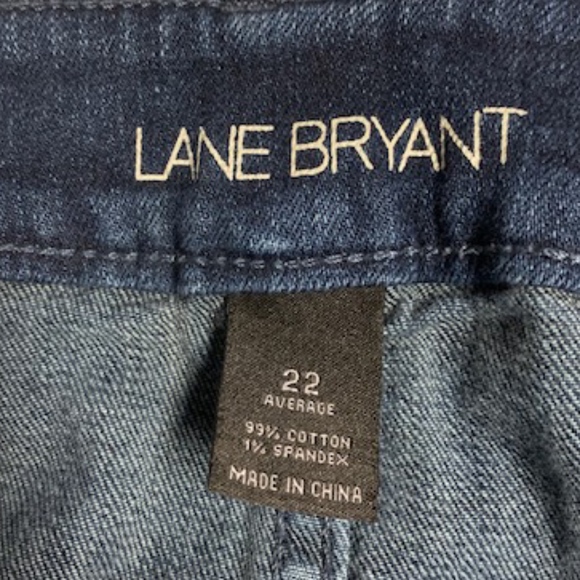 LANE BRYANT
22
AVERAGE
99% COTTON
1% SPANDEX
MADE IN CHINA